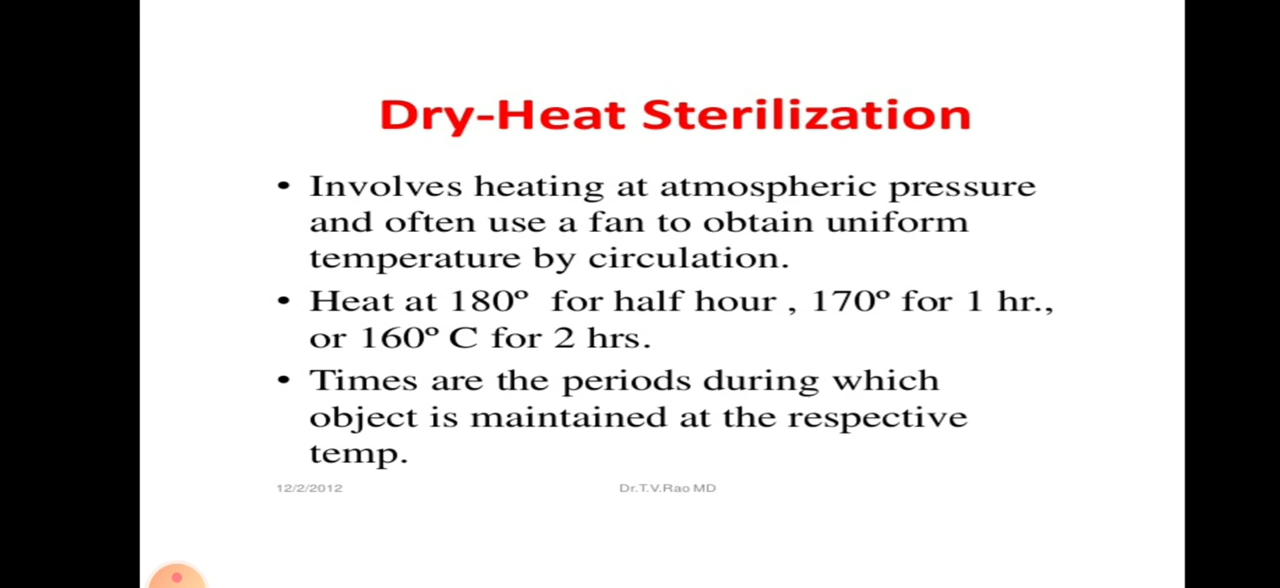 Dry-Heat Sterilization
• Involves heating at atmospheric pressure
and often use a fan to obtain uniform
temperature by circulation.
• Heat at 180º for half hour , 170º for 1 hr.,
or 160º C for 2 hrs.
• Times are the periods during which
object is maintained at the respective
temp.
12/2/2012 Dr.T.V.Rao MD